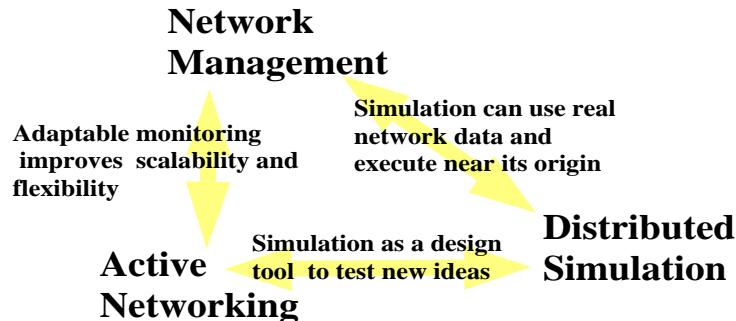 Network
Management
Simulation can use real
network data and
execute near its origin
Adaptable monitoring
improves scalability and
flexibility
Distributed
Simulation
Simulation as a design
tool to test new ideas
Active
Networking